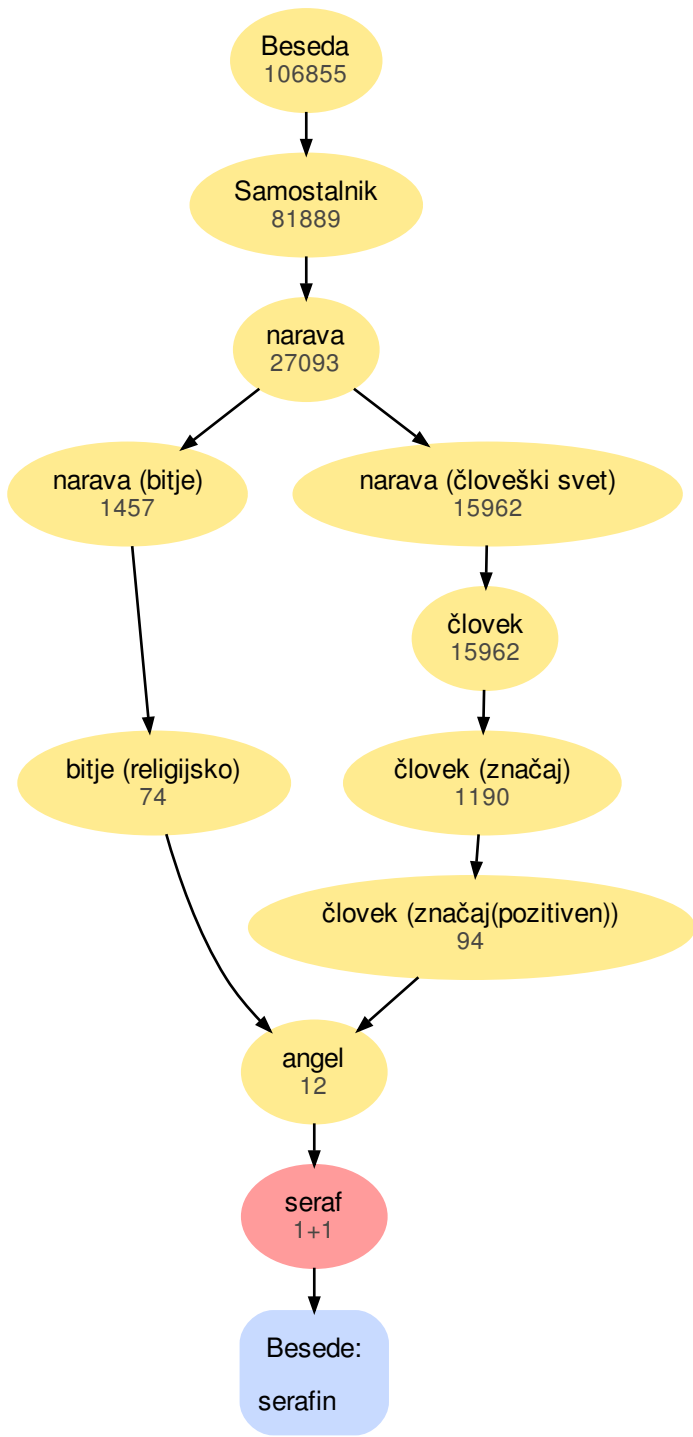 Beseda
106855
Samostalnik
81889
narava
27093
narava (bitje)
1457
narava (človeški svet)
15962
človek
15962
bitje (religijsko)
74
človek (značaj)
1190
človek (značaj(pozitiven))
94
angel
12
seraf
1+1
Besede:
serafin